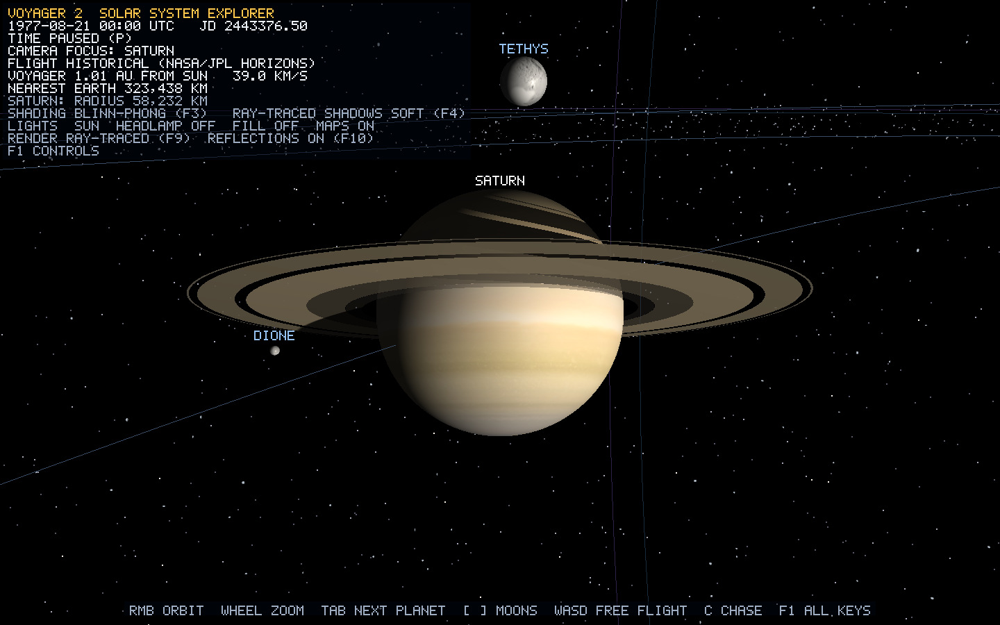 VOYAGER 2  SOLAR SYSTEM EXPLORER
1977-08-21 00:00 UTC   JD 2443376.50
TIME PAUSED (P)
CAMERA FOCUS: SATURN
FLIGHT HISTORICAL (NASA/JPL HORIZONS)
VOYAGER 1.01 AU FROM SUN   39.0 KM/S
NEAREST EARTH 323,438 KM
SATURN: RADIUS 58,232 KM
SHADING BLINN-PHONG (F3)   RAY-TRACED SHADOWS SOFT (F4)
LIGHTS  SUN  HEADLAMP OFF  FILL OFF  MAPS ON
RENDER RAY-TRACED (F9)  REFLECTIONS ON (F10)
F1 CONTROLS
TETHYS
SATURN
DIONE
RMB ORBIT  WHEEL ZOOM  TAB NEXT PLANET  [ ] MOONS  WASD FREE FLIGHT  C CHASE  F1 ALL KEYS